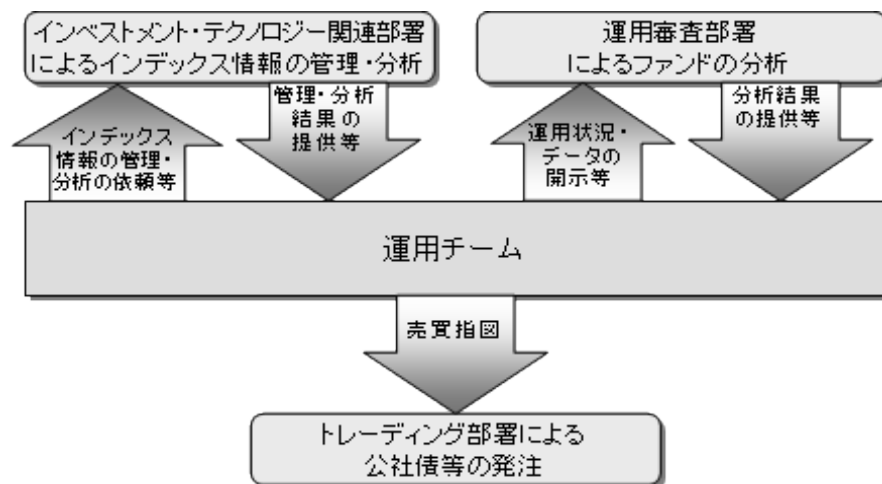 インベストメント・テクノロジー関連部署
によるインデックス情報の管理・分析
運用審査部署
によるファンドの分析
インデックス
情報の管理・
分析の依頼等
管理・分析
結果の
提供等
運用状況・
データの
開示等
分析結果
の提供等
運用チーム
売買指図
トレーディング部署による
公社債等の発注